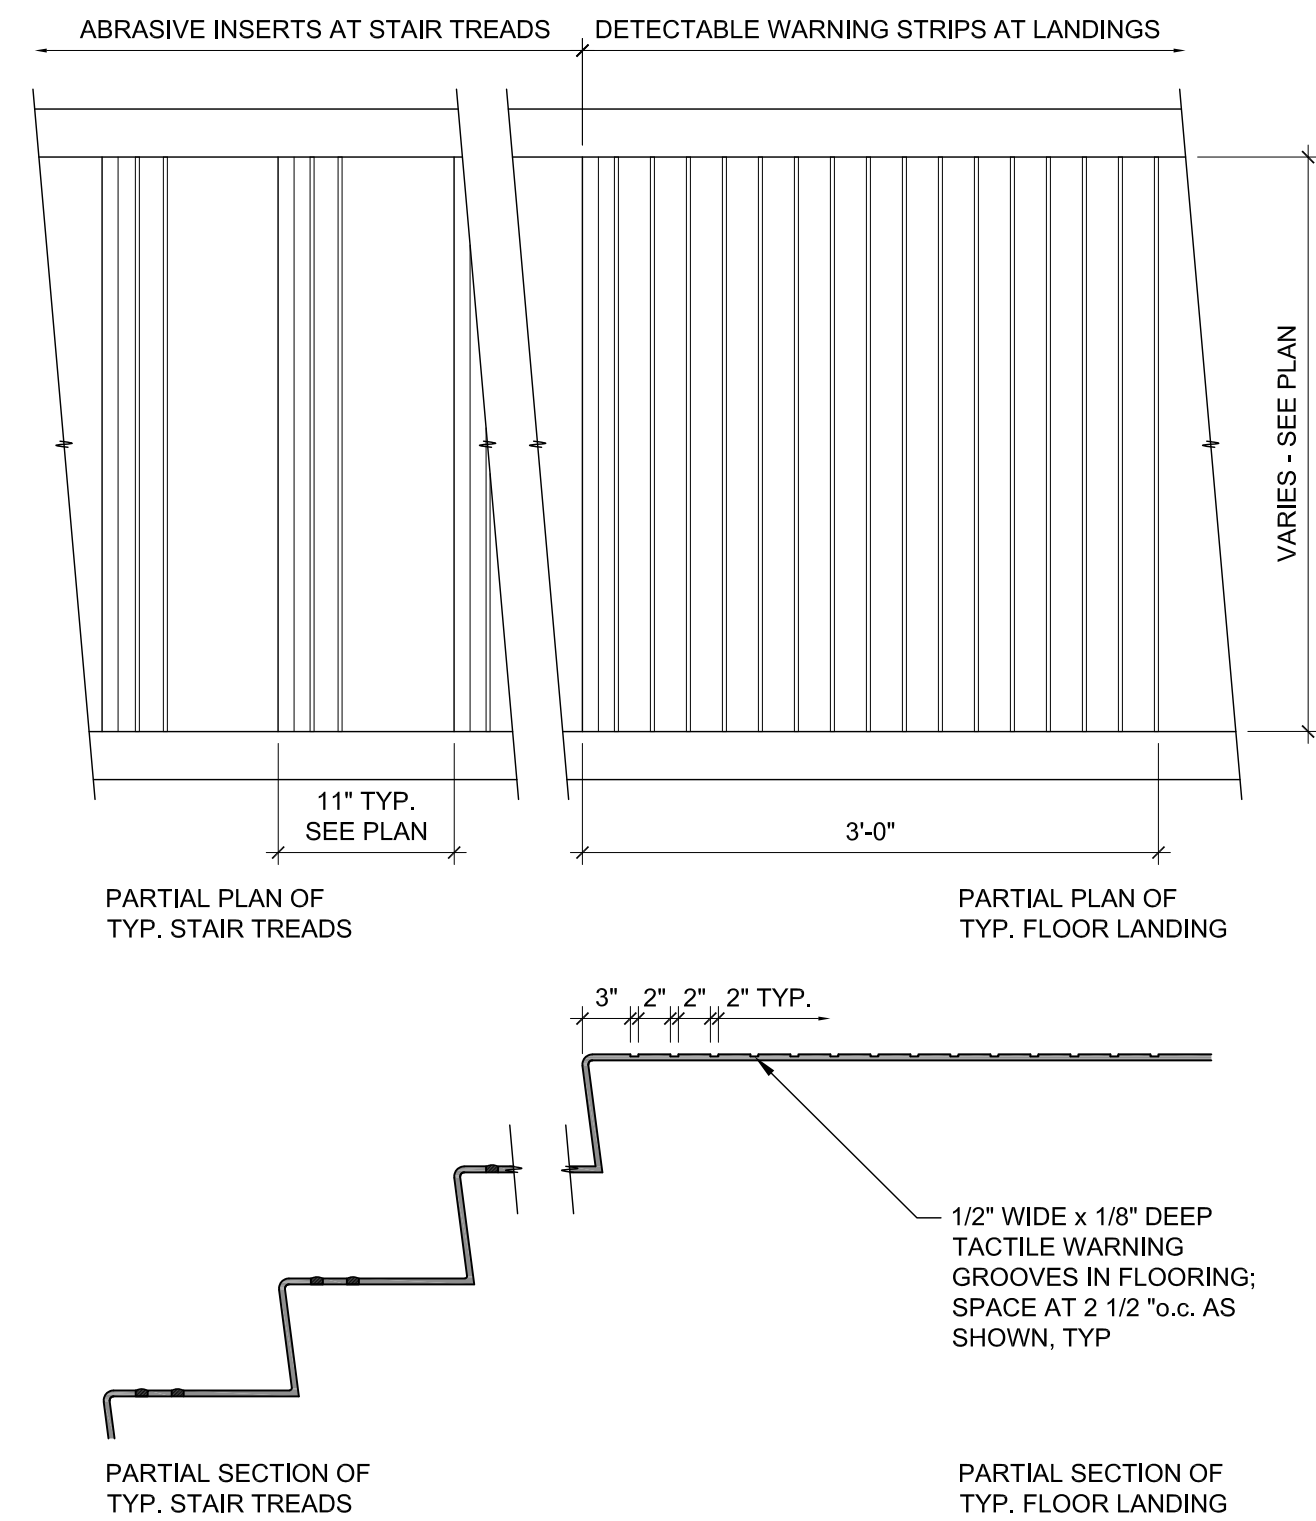 ABRASIVE INSERTS AT STAIR TREADS
DETECTABLE WARNING STRIPS AT LANDINGS
VARIES - SEE PLAN
11" TYP.
SEE PLAN
3'-0"
PARTIAL PLAN OF
TYP. STAIR TREADS
PARTIAL PLAN OF
TYP. FLOOR LANDING
3" 2" 2" 2" TYP.
1/2" WIDE x 1/8" DEEP
TACTILE WARNING
GROOVES IN FLOORING;
SPACE AT 2 1/2 "o.c. AS
SHOWN, TYP
PARTIAL SECTION OF
TYP. STAIR TREADS
PARTIAL SECTION OF
TYP. FLOOR LANDING